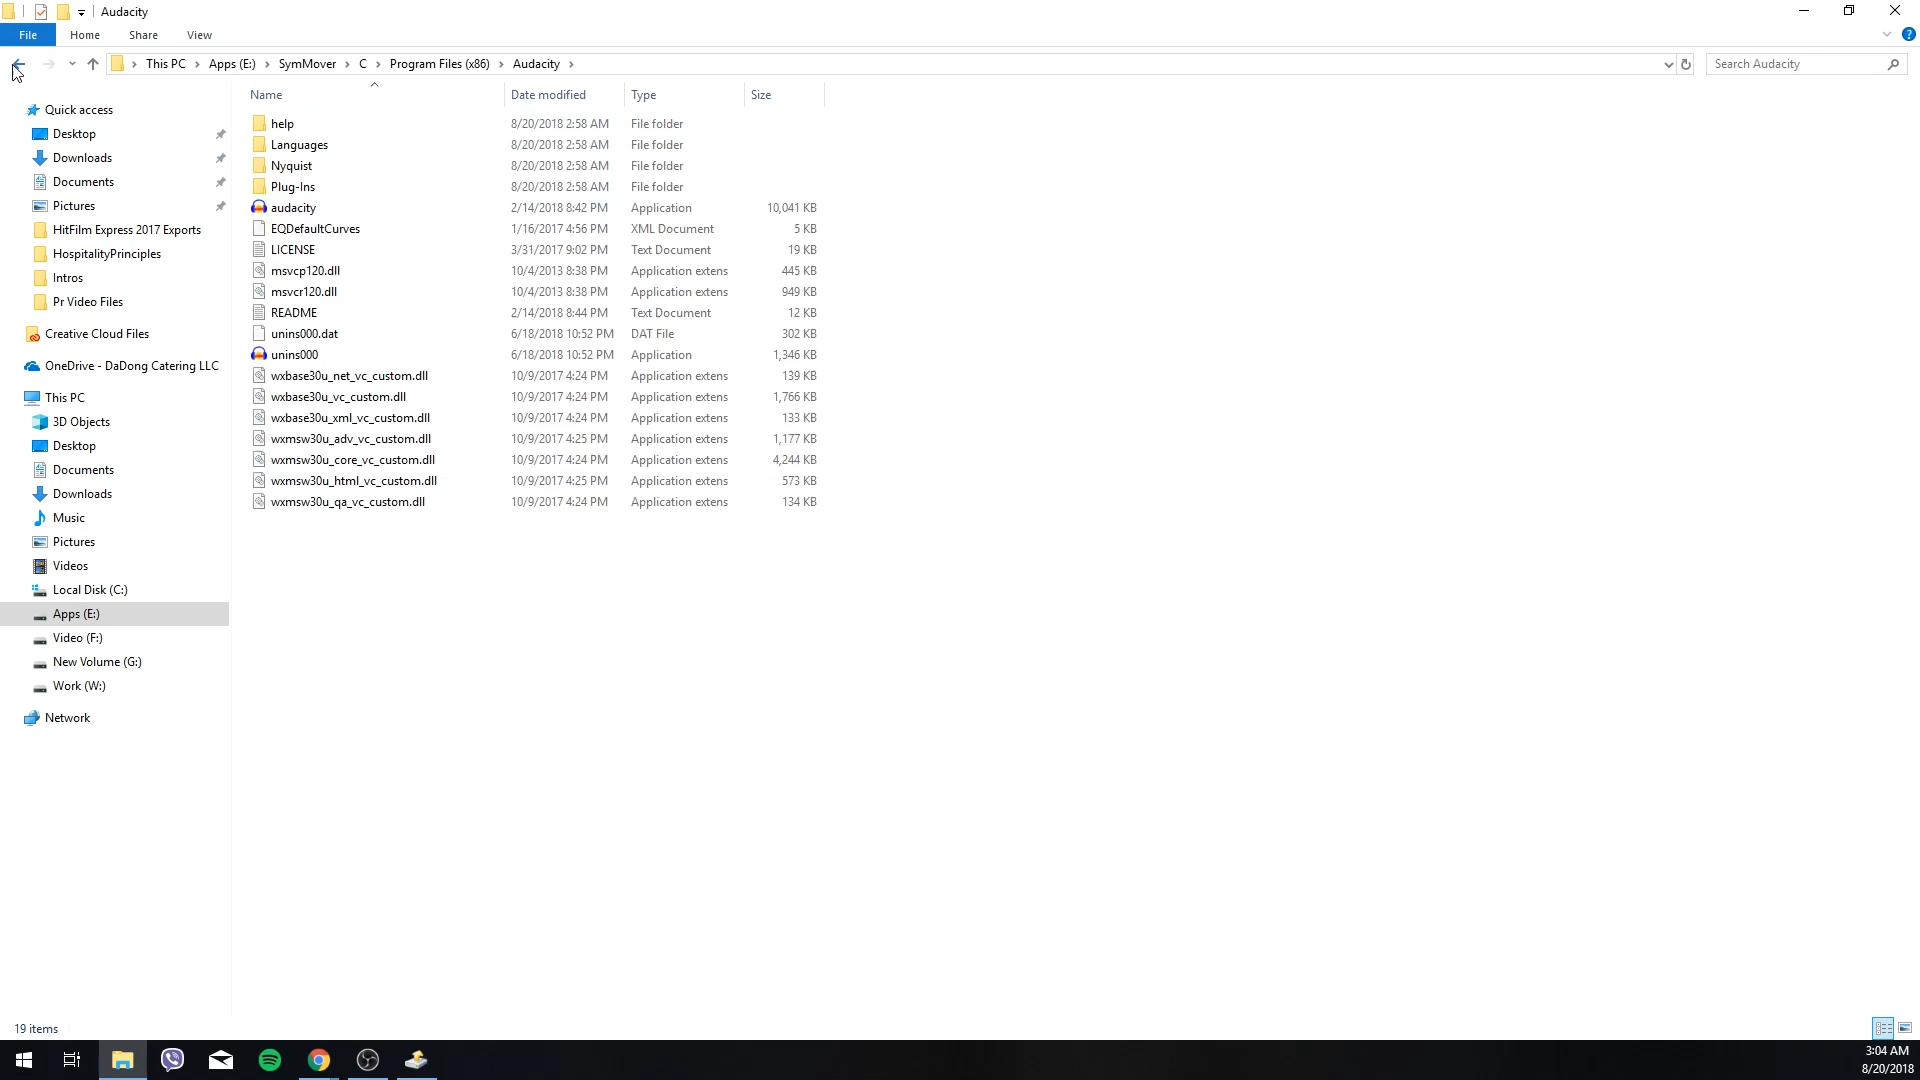 Audacity
File Home Share View
This PC Apps (E:) SymMover C Program Files (x86) Audacity
Search Audacity
Name Date modified Type Size
Quick access
Desktop
Downloads
Documents
Pictures
HitFilm Express 2017 Exports
HospitalityPrinciples
Intros
Pr Video Files
Creative Cloud Files
OneDrive - DaDong Catering LLC
This PC
3D Objects
Desktop
Documents
Downloads
Music
Pictures
Videos
Local Disk (C:)
Apps (E:)
Video (F:)
New Volume (G:)
Work (W:)
Network
help 8/20/2018 2:58 AM File folder
Languages 8/20/2018 2:58 AM File folder
Nyquist 8/20/2018 2:58 AM File folder
Plug-Ins 8/20/2018 2:58 AM File folder
audacity 2/14/2018 8:42 PM Application 10,041 KB
EQDefaultCurves 1/16/2017 4:56 PM XML Document 5 KB
LICENSE 3/31/2017 9:02 PM Text Document 19 KB
msvcp120.dll 10/4/2013 8:38 PM Application extens 445 KB
msvcr120.dll 10/4/2013 8:38 PM Application extens 949 KB
README 2/14/2018 8:44 PM Text Document 12 KB
unins000.dat 6/18/2018 10:52 PM DAT File 302 KB
unins000 6/18/2018 10:52 PM Application 1,346 KB
wxbase30u_net_vc_custom.dll 10/9/2017 4:24 PM Application extens 139 KB
wxbase30u_vc_custom.dll 10/9/2017 4:24 PM Application extens 1,766 KB
wxbase30u_xml_vc_custom.dll 10/9/2017 4:24 PM Application extens 133 KB
wxmsw30u_adv_vc_custom.dll 10/9/2017 4:25 PM Application extens 1,177 KB
wxmsw30u_core_vc_custom.dll 10/9/2017 4:24 PM Application extens 4,244 KB
wxmsw30u_html_vc_custom.dll 10/9/2017 4:25 PM Application extens 573 KB
wxmsw30u_qa_vc_custom.dll 10/9/2017 4:24 PM Application extens 134 KB
19 items
3:04 AM
8/20/2018